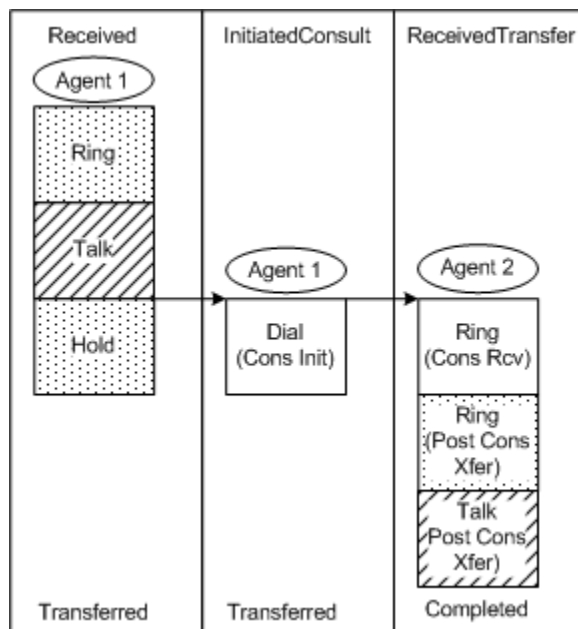 Received
InitiatedConsult
ReceivedTransfer
Agent 1
Ring
Talk
Hold
Agent 1
Dial
(Cons Init)
Agent 2
Ring
(Cons Rcv)
Ring
(Post Cons
Xfer)
Talk
Post Cons
Xfer)
Transferred
Transferred
Completed